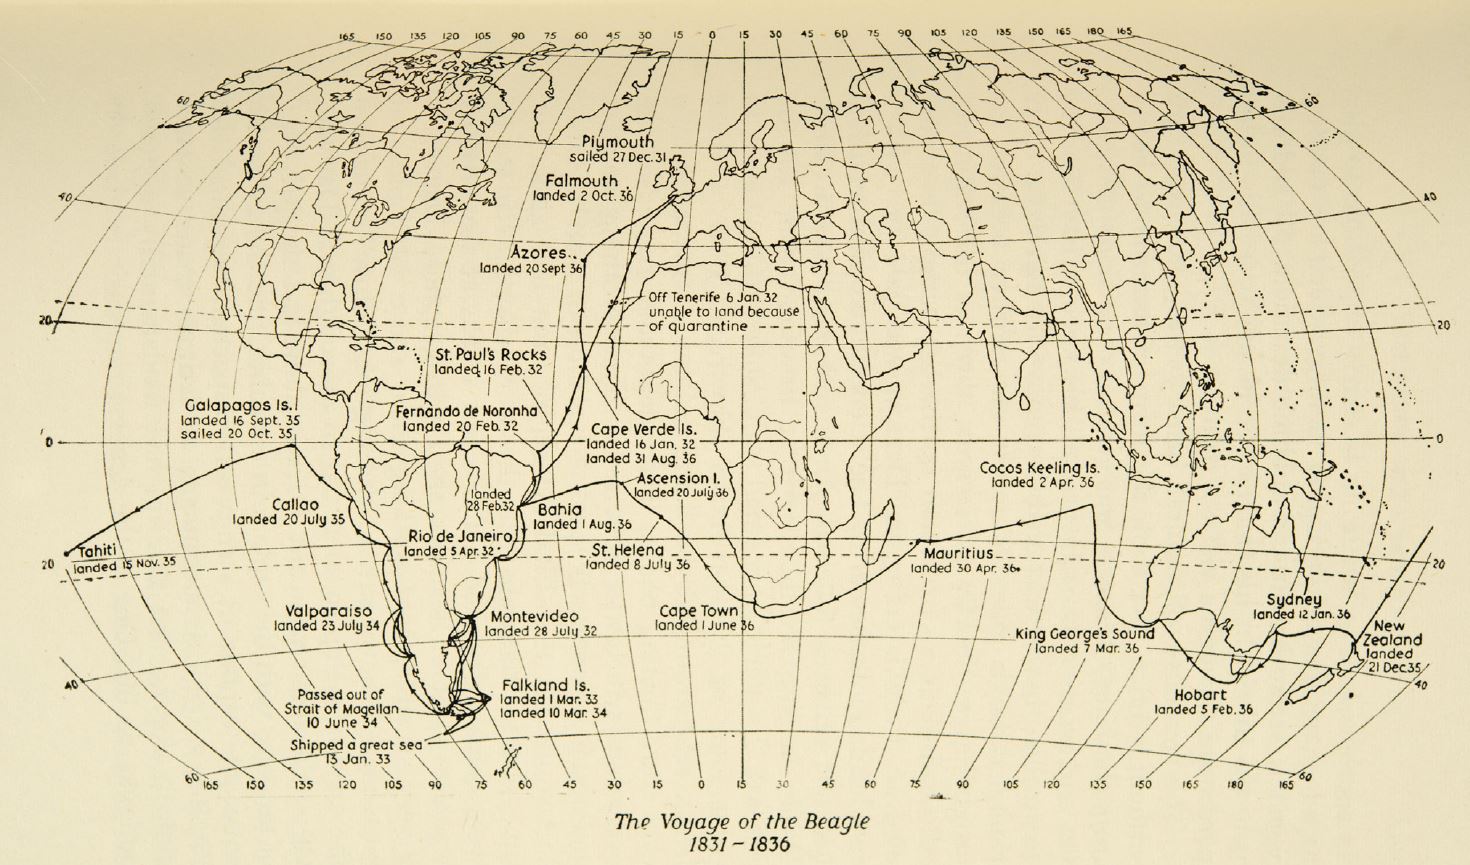 165 150 135 120 105 90 75 60 45 30 15 0 15 30 45 60 75 90 105 120 135 150 165 180 165
60
60
Plymouth
sailed 27 Dec. 31
Falmouth
landed 2 Oct. 36
40
40
40
Azores
landed 20 Sept 36
Off Tenerife 6 Jan. 32
unable to land because
of quarantine
20
20
St. Paul's Rocks
landed 16 Feb. 32
Galapagos Is.
landed 16 Sept. 35
sailed 20 Oct. 35
Fernando de Noronha
landed 20 Feb. 32
Cape Verde Is.
landed 16 Jan. 32
landed 31 Aug. 36
0
0
Cocos Keeling Is.
landed 2 Apr. 36
Ascension I.
landed 20 July 36
landed
28 Feb. 32
Callao
landed 20 July 35
Bahia
landed 1 Aug. 36
Rio de Janeiro
landed 5 Apr. 32
St. Helena
landed 8 July 36
Tahiti
landed 15 Nov. 35
Mauritius
landed 30 Apr. 36
20
20
Valparaiso
landed 23 July 34
Montevideo
landed 28 July 32
Cape Town
landed 1 June 36
Sydney
landed 12 Jan. 36
King George's Sound
landed 7 Mar. 36
New
Zealand
landed
21 Dec 35
40
40
Hobart
landed 5 Feb. 36
Falkland Is.
landed 1 Mar. 33
landed 10 Mar. 34
Passed out of
Strait of Magellan
10 June 34
Shipped a great sea
13 Jan. 33
60
60
165 150 135 120 105 90 75 60 45 30 15 0 15 30 45 60 75 90 105 120 135 150 165 180 165
The Voyage of the Beagle
1831–1836